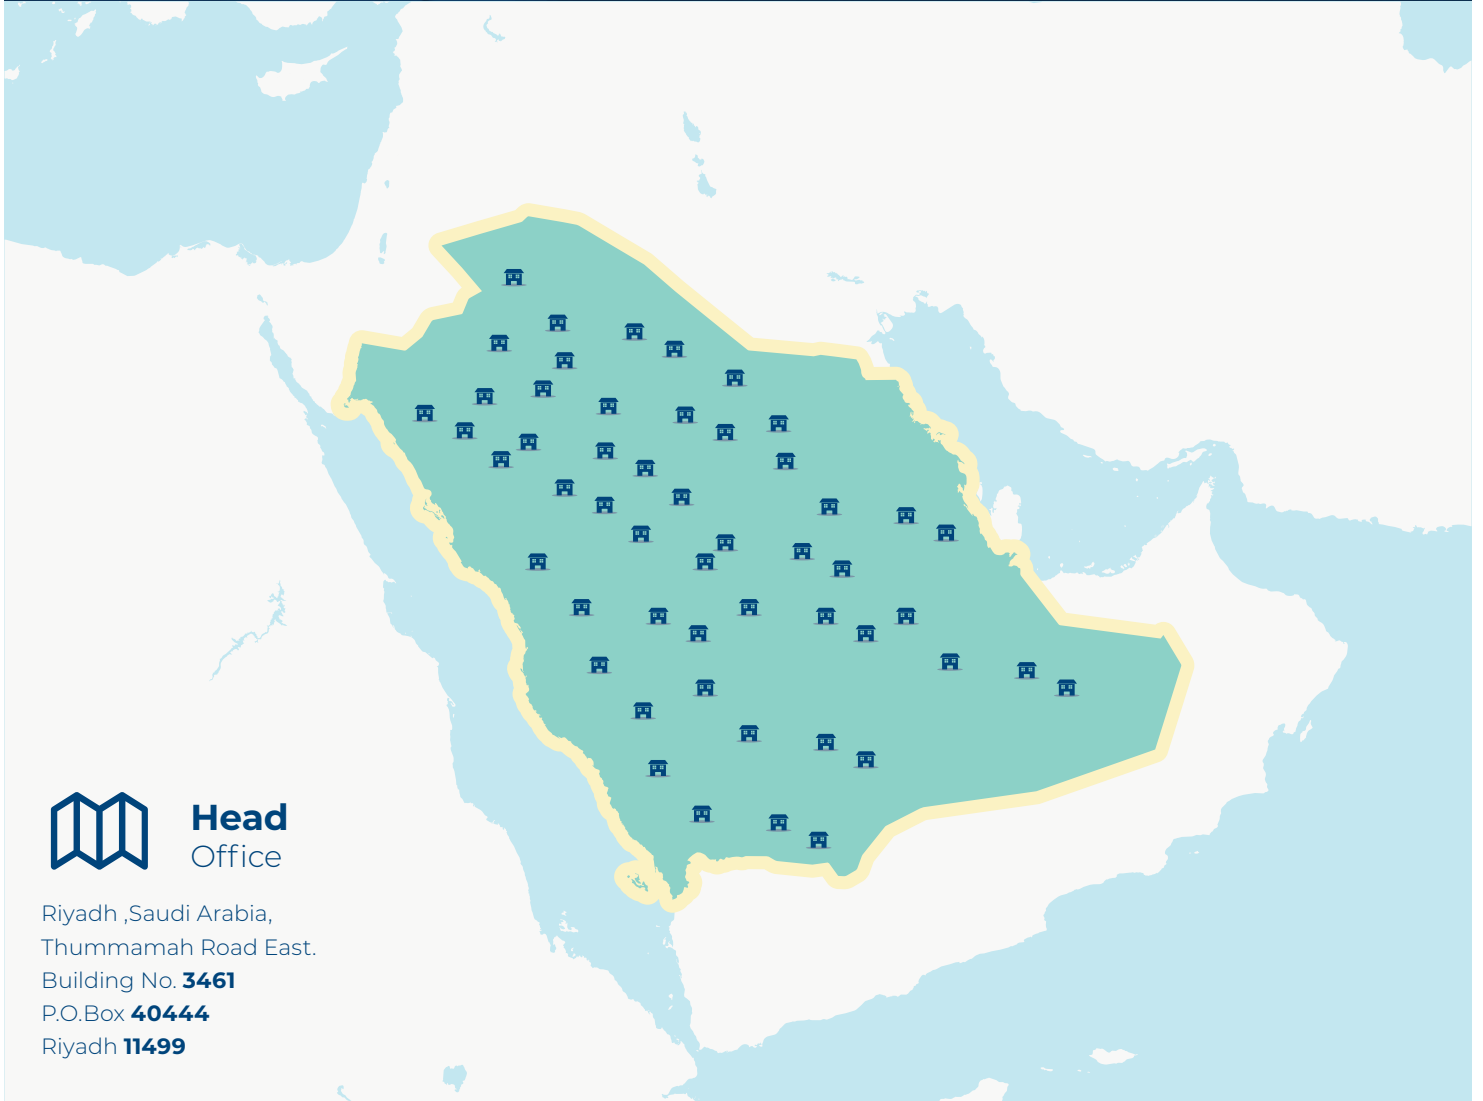 Head
Office
Riyadh ,Saudi Arabia,
Thummamah Road East.
Building No. 3461
P.O.Box 40444
Riyadh 11499